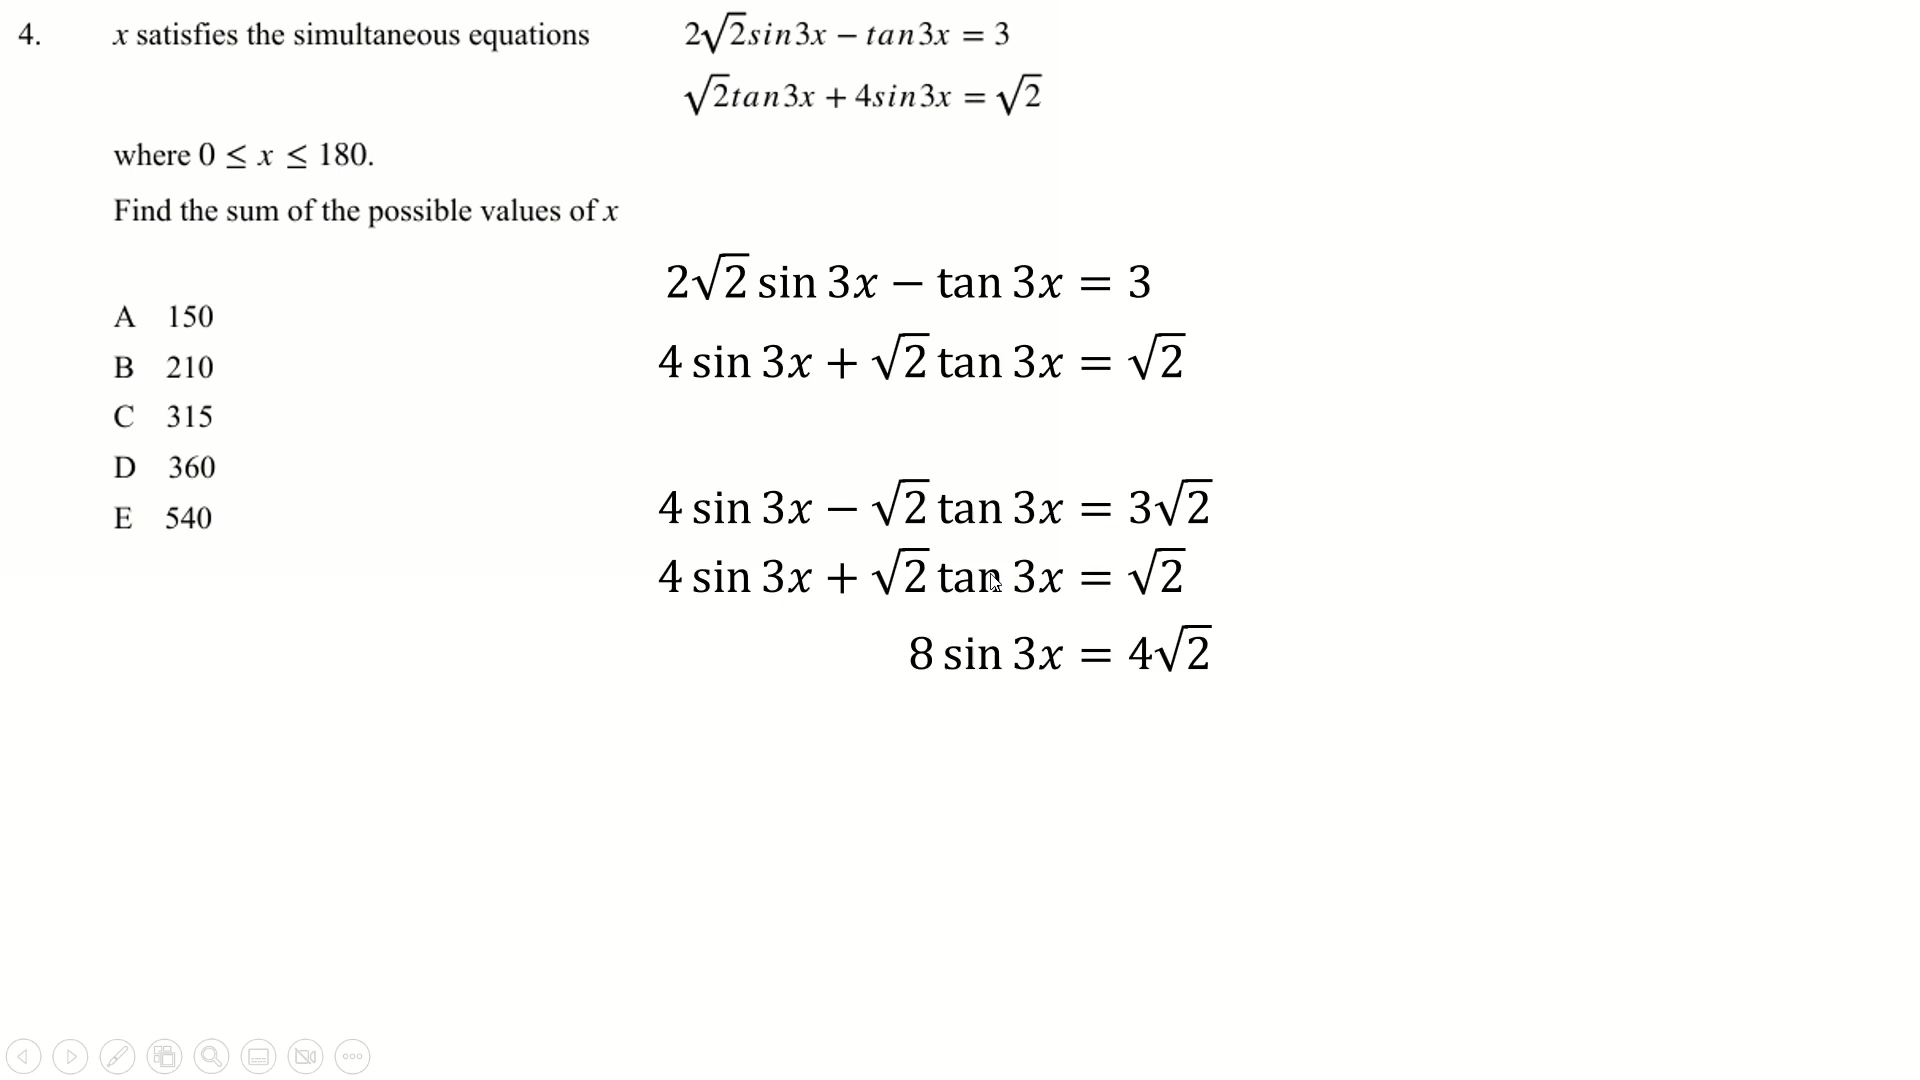 4. x satisfies the simultaneous equations 2√2sin3x − tan3x = 3
√2tan3x + 4sin3x = √2
where 0 ≤ x ≤ 180.
Find the sum of the possible values of x
A 150
B 210
C 315
D 360
E 540
2√2 sin 3x − tan 3x = 3
4 sin 3x + √2 tan 3x = √2
4 sin 3x − √2 tan 3x = 3√2
4 sin 3x + √2 tan 3x = √2
8 sin 3x = 4√2